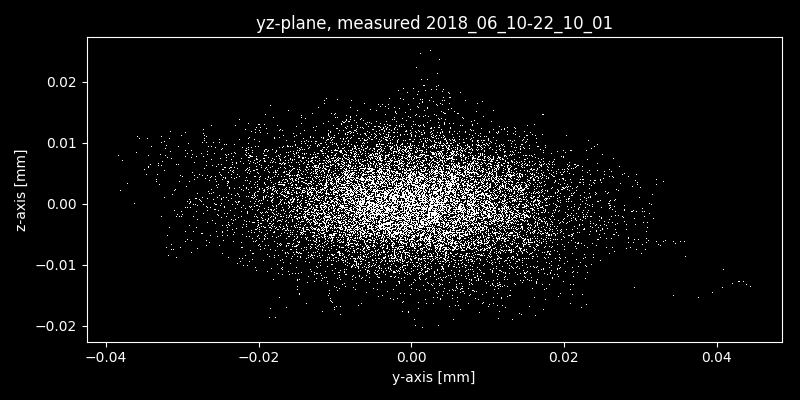 yz-plane, measured 2018_06_10-22_10_01
0.02
0.01
0.00
−0.01
−0.02
z-axis [mm]
−0.04 −0.02 0.00 0.02 0.04
y-axis [mm]